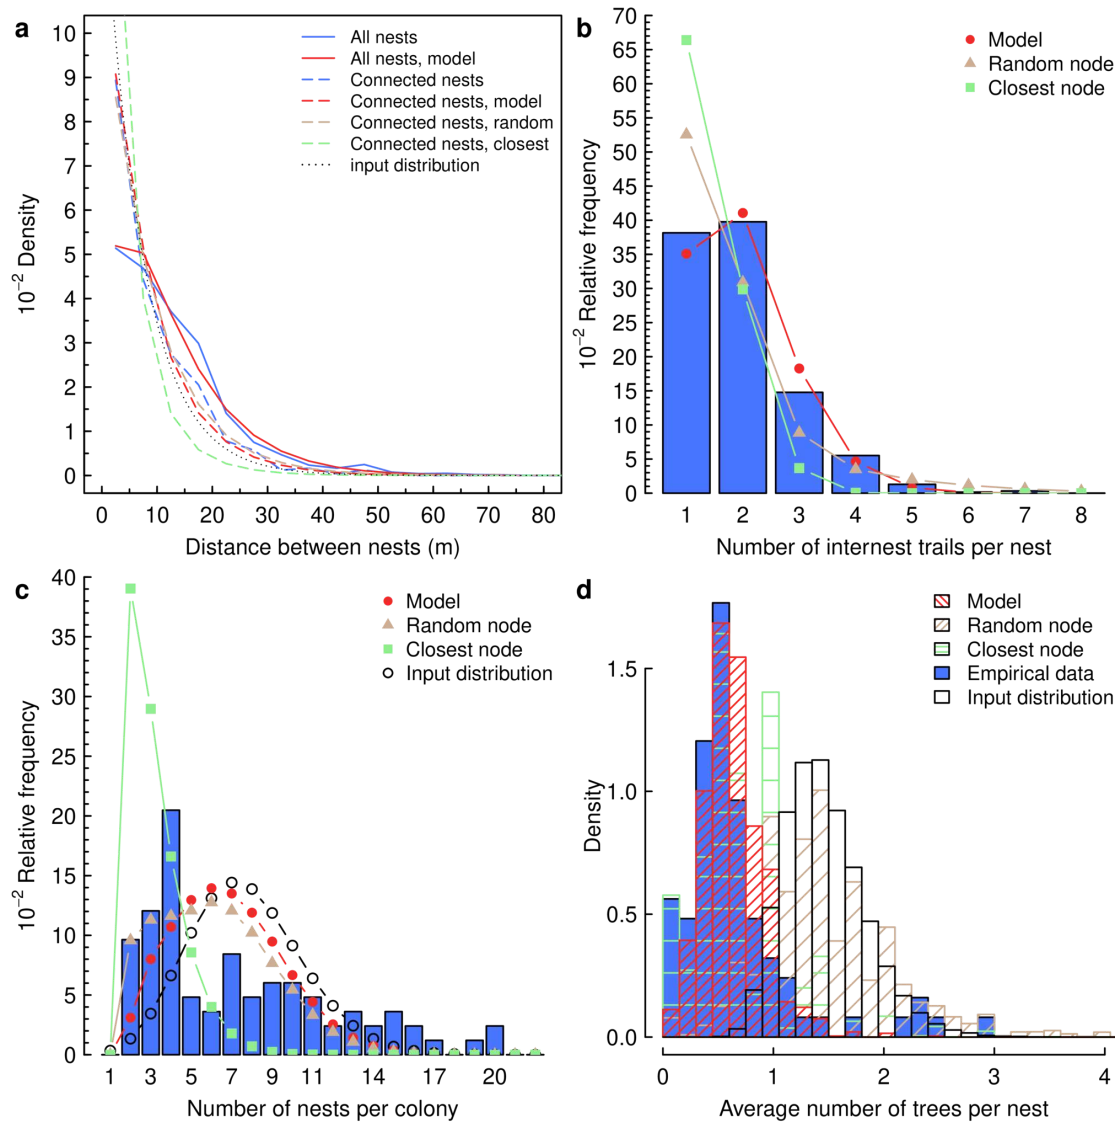 a
10
9
8
7
6
5
4
3
2
1
0
10⁻² Density
All nests
All nests, model
Connected nests
Connected nests, model
Connected nests, random
Connected nests, closest
input distribution
0 10 20 30 40 50 60 70 80
Distance between nests (m)
b
70
65
60
55
50
45
40
35
30
25
20
15
10
5
0
10⁻² Relative frequency
Model
Random node
Closest node
1 2 3 4 5 6 7 8
Number of internest trails per nest
c
40
35
30
25
20
15
10
5
0
10⁻² Relative frequency
Model
Random node
Closest node
Input distribution
1 3 5 7 9 11 14 17 20
Number of nests per colony
d
1.5
1.0
0.5
0.0
Density
Model
Random node
Closest node
Empirical data
Input distribution
0 1 2 3 4
Average number of trees per nest